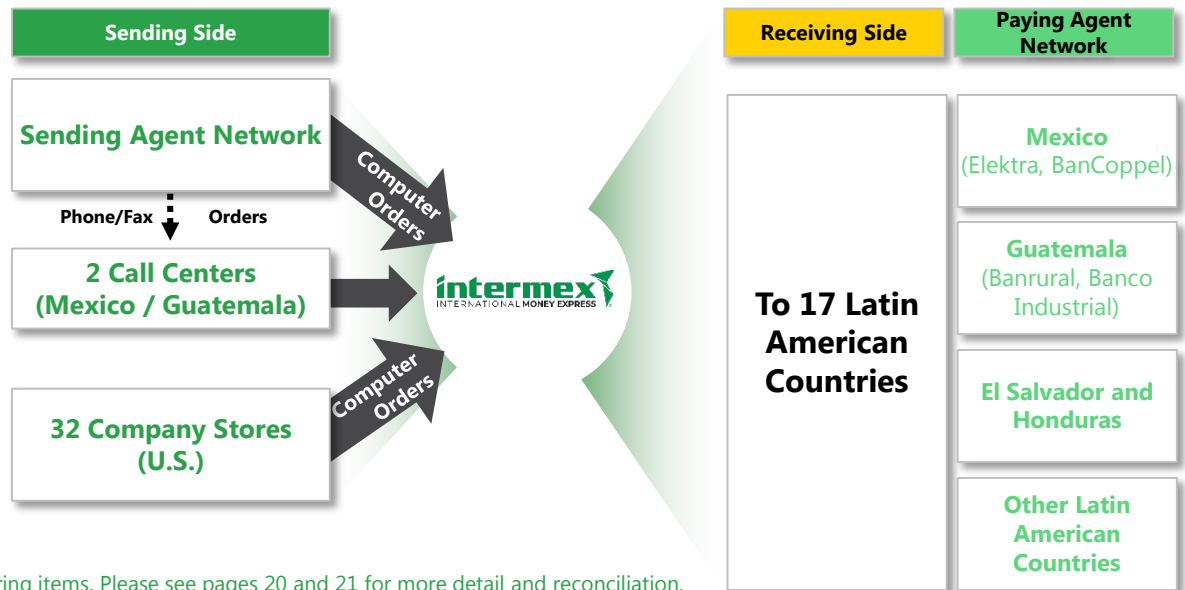 Sending Side
Sending Agent Network
Phone/Fax Orders
2 Call Centers
(Mexico / Guatemala)
32 Company Stores
(U.S.)
Computer
Orders
Computer
Orders
intermex
INTERNATIONAL MONEY EXPRESS
Receiving Side
To 17 Latin
American
Countries
Paying Agent
Network
Mexico
(Elektra, BanCoppel)
Guatemala
(Banrural, Banco
Industrial)
El Salvador and
Honduras
Other Latin
American
Countries
ring items. Please see pages 20 and 21 for more detail and reconciliation.